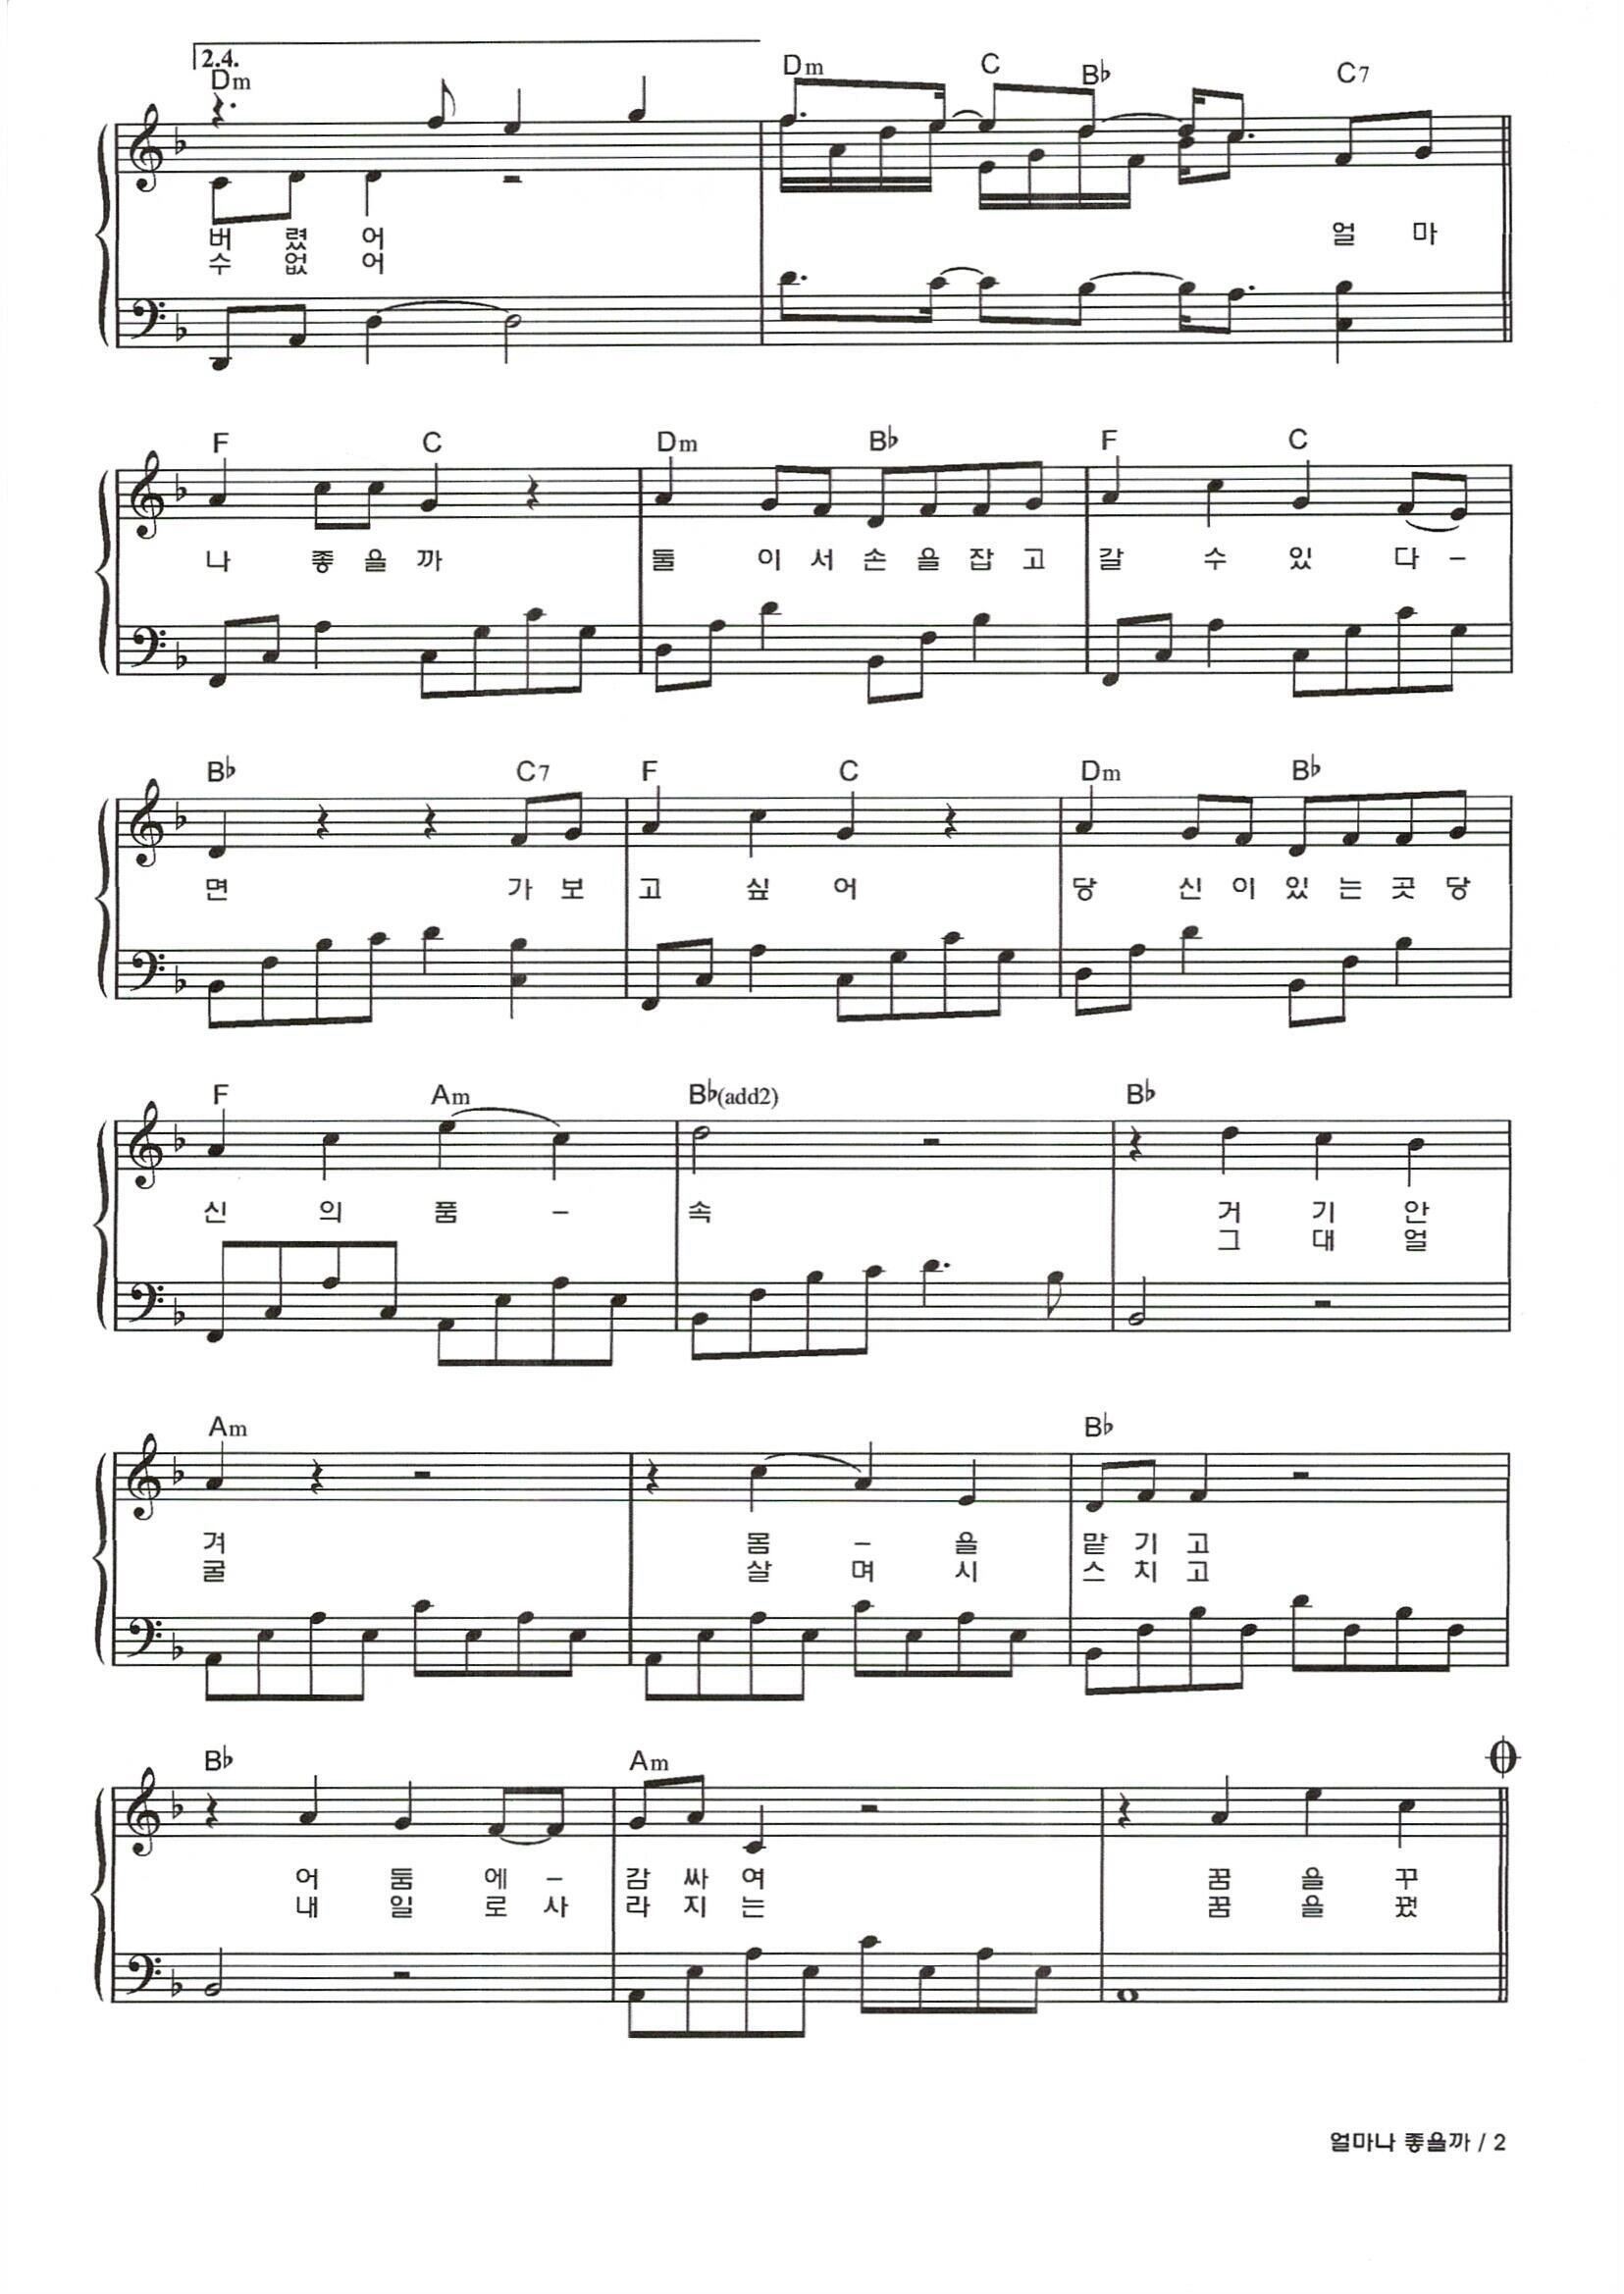 2.4.
Dm Dm C B♭ C7
버 렸 어 얼 마
수 없 어
F C Dm B♭ F C
나 좋 을 까 둘 이 서 손 을 잡 고 갈 수 있 다 -
B♭ C7 F C Dm B♭
면 가 보 고 싶 어 당 신 이 있 는 곳 당
F Am B♭(add2) B♭
신 의 품 - 속 거 기 안
그 대 얼
Am B♭
겨 몸 - 을 맡 기 고
굴 살 며 시 스 치 고
B♭ Am
어 둠 에 - 감 싸 여 꿈 을 꾸
내 일 로 사 라 지 는 꿈 을 꿨
얼마나 좋을까 / 2